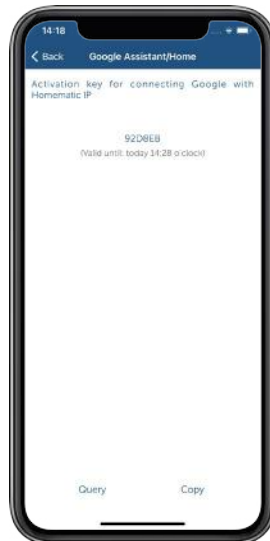 14:18
Back Google Assistant/Home
Activation key for connecting Google with
Homematic IP
92D8EB
(Valid until: today 14:28 o'clock)
Query Copy